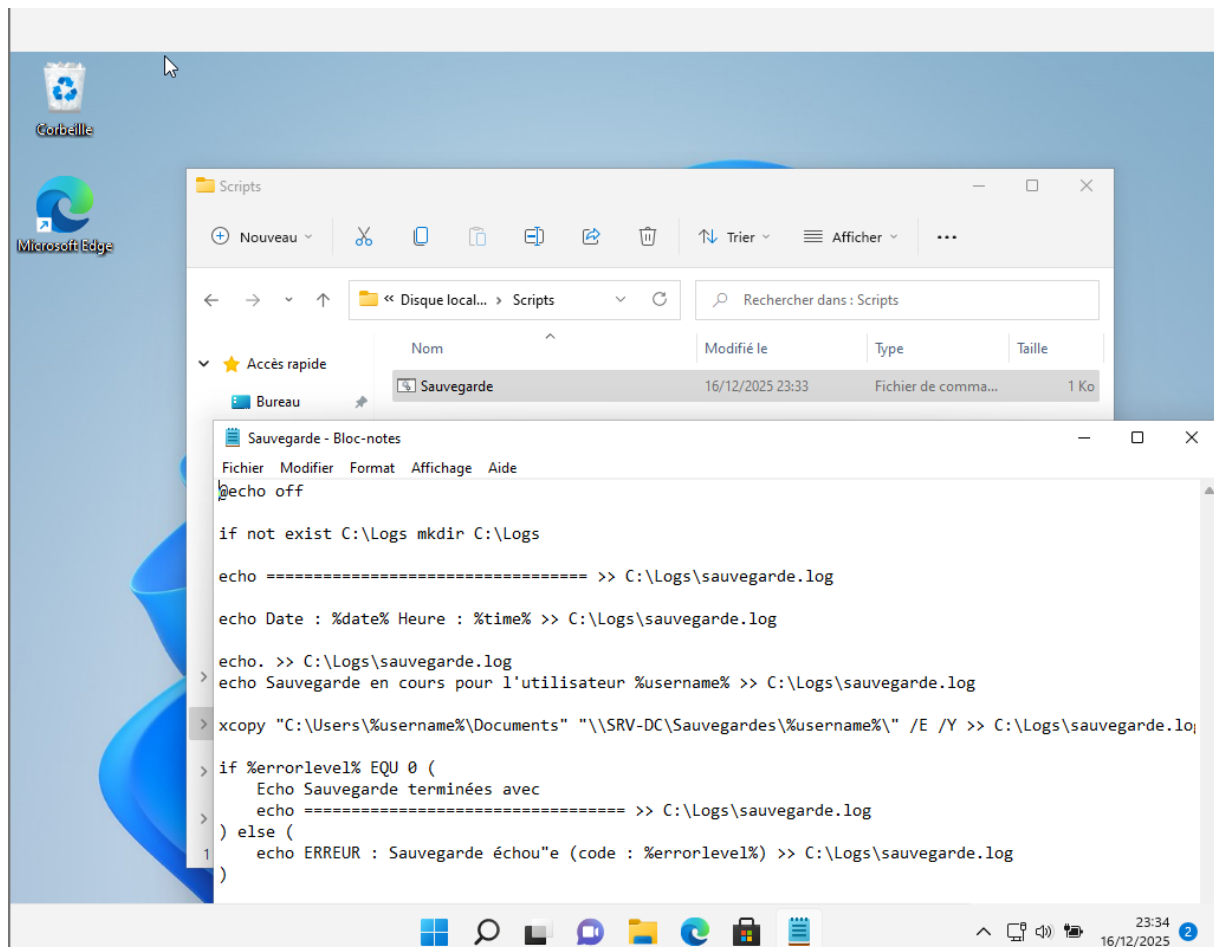 Corbeille
Microsoft Edge
Scripts
Nouveau
Trier
Afficher
« Disque local... › Scripts
Rechercher dans : Scripts
Accès rapide
Bureau
Nom Modifié le Type Taille
Sauvegarde 16/12/2025 23:33 Fichier de comma... 1 Ko
1
Sauvegarde - Bloc-notes
Fichier Modifier Format Affichage Aide
@echo off
if not exist C:\Logs mkdir C:\Logs
echo ================================== >> C:\Logs\sauvegarde.log
echo Date : %date% Heure : %time% >> C:\Logs\sauvegarde.log
echo. >> C:\Logs\sauvegarde.log
echo Sauvegarde en cours pour l'utilisateur %username% >> C:\Logs\sauvegarde.log
xcopy "C:\Users\%username%\Documents" "\\SRV-DC\Sauvegardes\%username%\" /E /Y >> C:\Logs\sauvegarde.log
if %errorlevel% EQU 0 (
Echo Sauvegarde terminées avec
echo ================================== >> C:\Logs\sauvegarde.log
) else (
echo ERREUR : Sauvegarde échou"e (code : %errorlevel%) >> C:\Logs\sauvegarde.log
)
23:34
16/12/2025
2